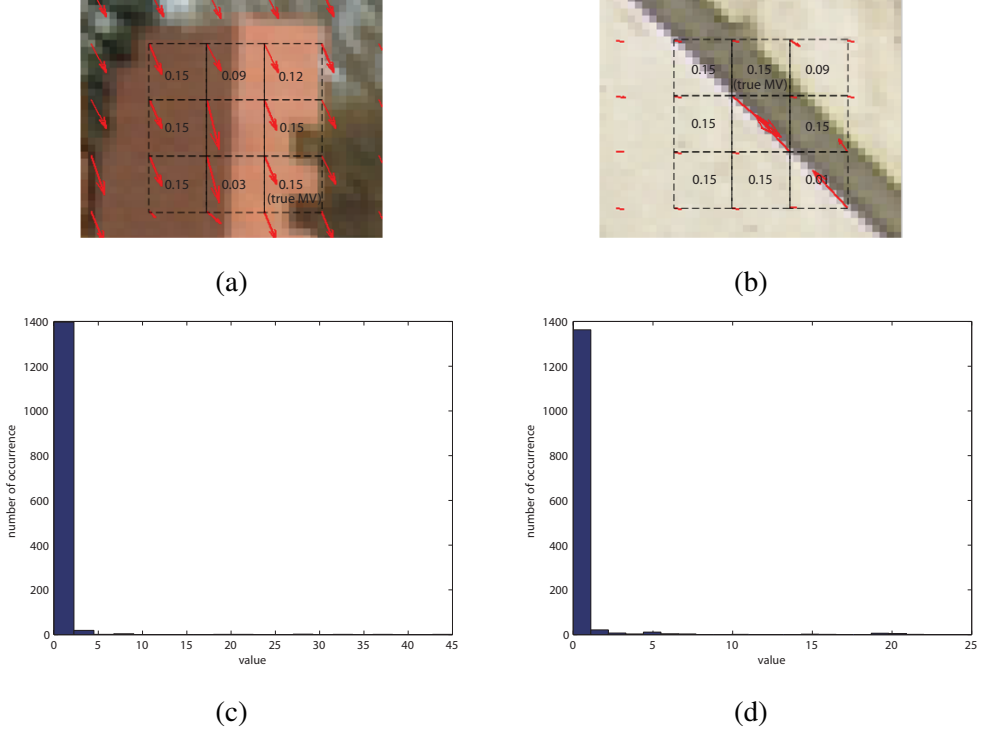 0.15 0.09 0.12
0.15 0.15
0.15 0.03 0.15
(true MV)
(a)
0.15 0.15 0.09
(true MV)
0.15 0.15
0.15 0.15 0.01
(b)
1400
1200
1000
800
600
400
200
0
number of occurrence
0 5 10 15 20 25 30 35 40 45
value
(c)
1400
1200
1000
800
600
400
200
0
number of occurrence
0 5 10 15 20 25
value
(d)